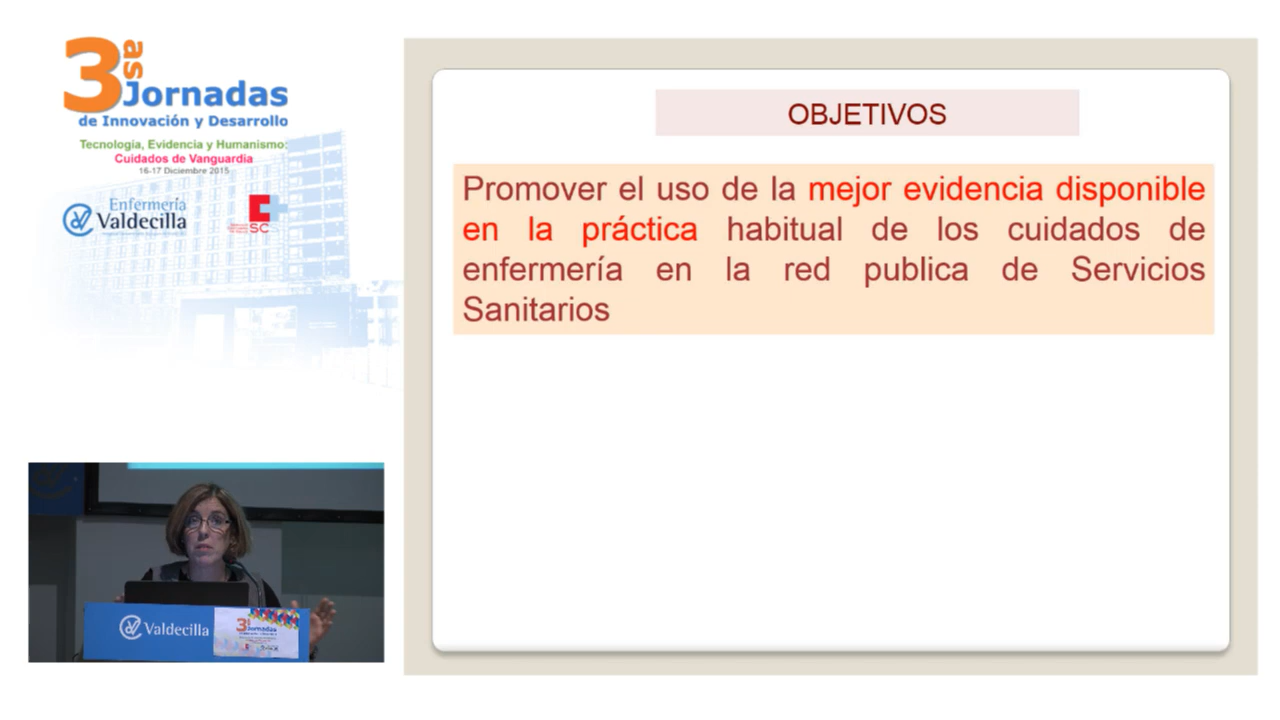 3as Jornadas
de Innovación y Desarrollo
Tecnología, Evidencia y Humanismo:
Cuidados de Vanguardia
16-17 Diciembre 2015
Enfermería
Valdecilla
SC
OBJETIVOS
Promover el uso de la mejor evidencia disponible
en la práctica habitual de los cuidados de
enfermería en la red publica de Servicios
Sanitarios
Valdecilla
3as Jornadas